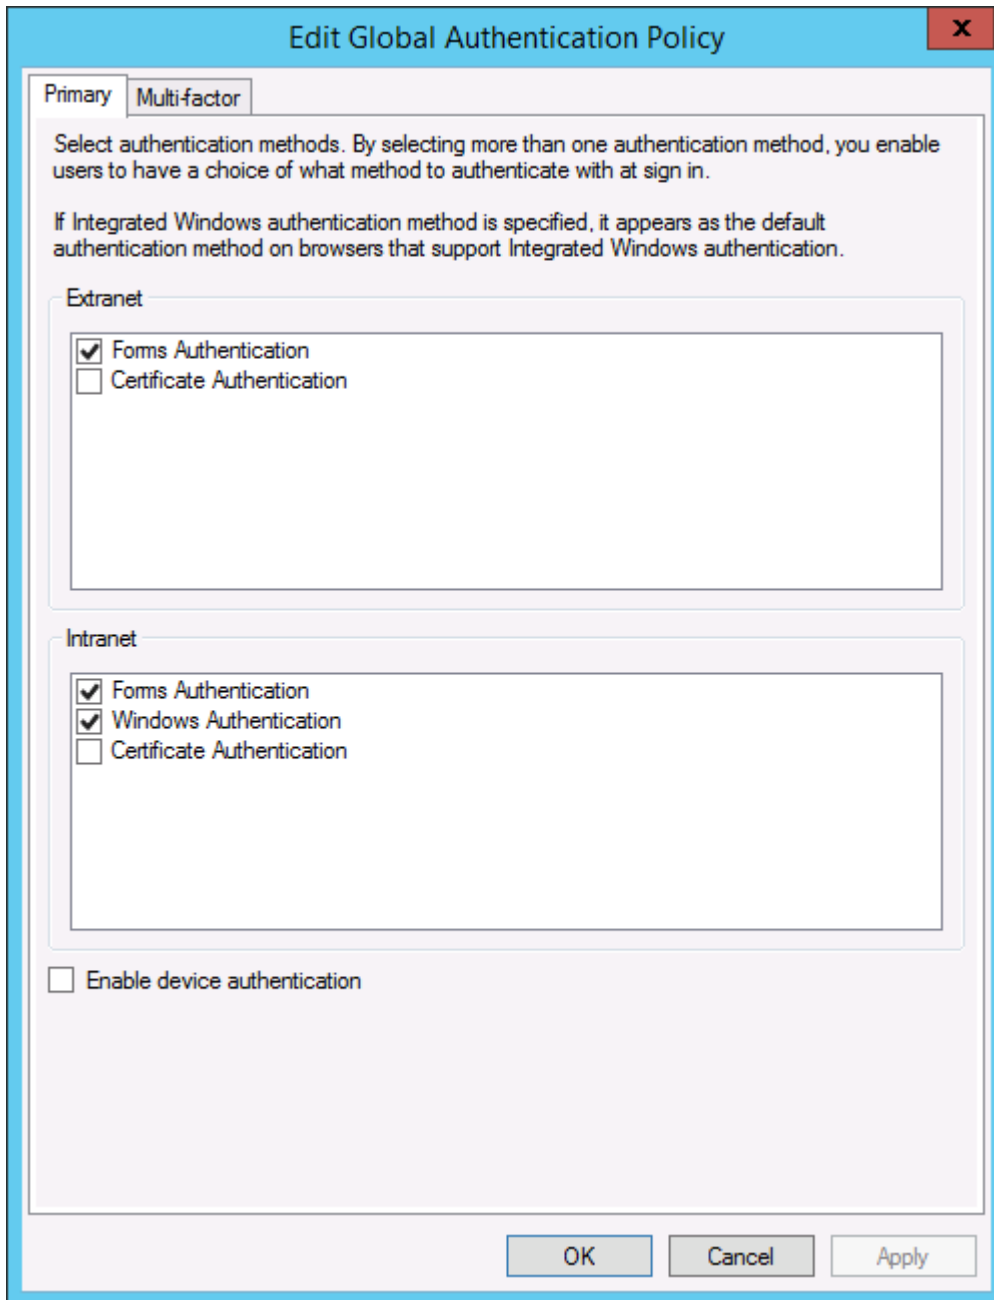 Edit Global Authentication Policy
x
Primary
Multi-factor
Select authentication methods. By selecting more than one authentication method, you enable
users to have a choice of what method to authenticate with at sign in.
If Integrated Windows authentication method is specified, it appears as the default
authentication method on browsers that support Integrated Windows authentication.
Extranet
Forms Authentication
Certificate Authentication
Intranet
Forms Authentication
Windows Authentication
Certificate Authentication
Enable device authentication
OK
Cancel
Apply